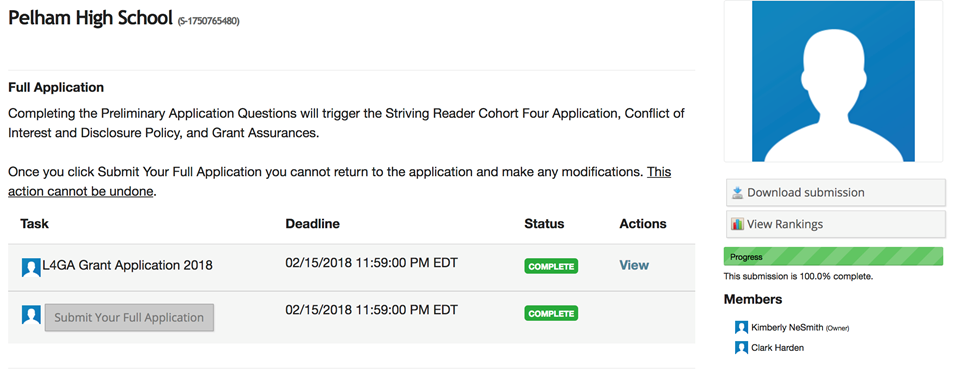 Pelham High School (S-1750765480)
Full Application
Completing the Preliminary Application Questions will trigger the Striving Reader Cohort Four Application, Conflict of
Interest and Disclosure Policy, and Grant Assurances.
Once you click Submit Your Full Application you cannot return to the application and make any modifications. This
action cannot be undone.
Task Deadline Status Actions
L4GA Grant Application 2018 02/15/2018 11:59:00 PM EDT COMPLETE View
Submit Your Full Application 02/15/2018 11:59:00 PM EDT COMPLETE
Download submission
View Rankings
Progress
This submission is 100.0% complete.
Members
Kimberly NeSmith (Owner)
Clark Harden